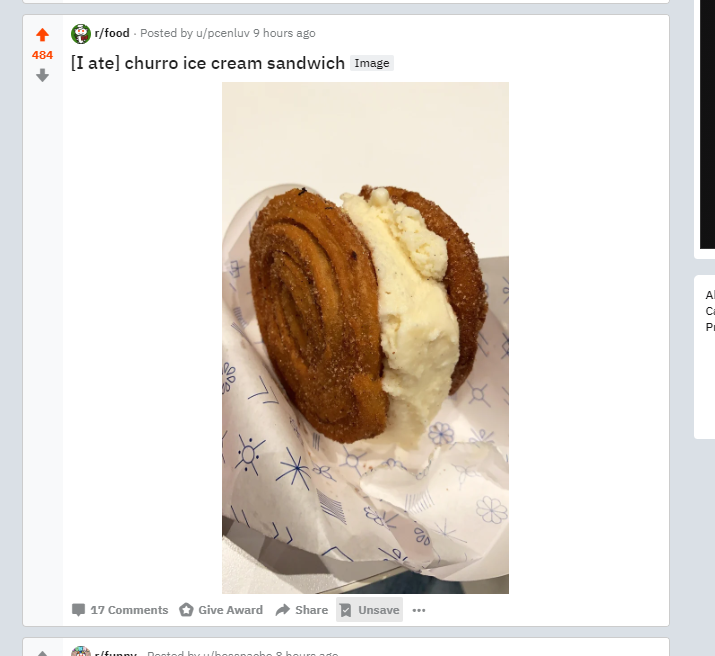 r/food · Posted by u/pcenluv 9 hours ago
484
[I ate] churro ice cream sandwich Image
17 Comments Give Award Share Unsave ...
Al
Ca
Pr
r/funny · Posted by u/bosspacho 8 hours ago